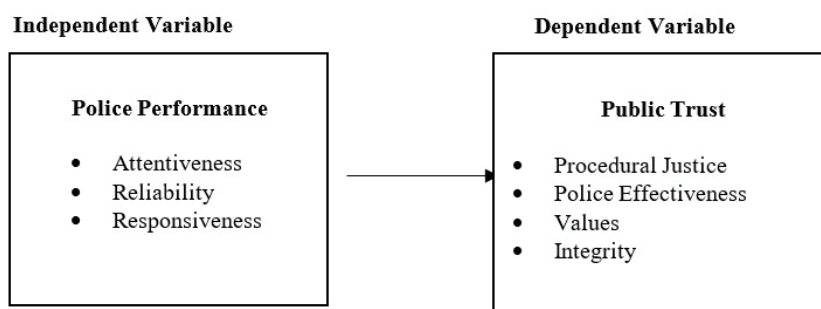 Independent Variable
Police Performance
• Attentiveness
• Reliability
• Responsiveness
Dependent Variable
Public Trust
• Procedural Justice
• Police Effectiveness
• Values
• Integrity